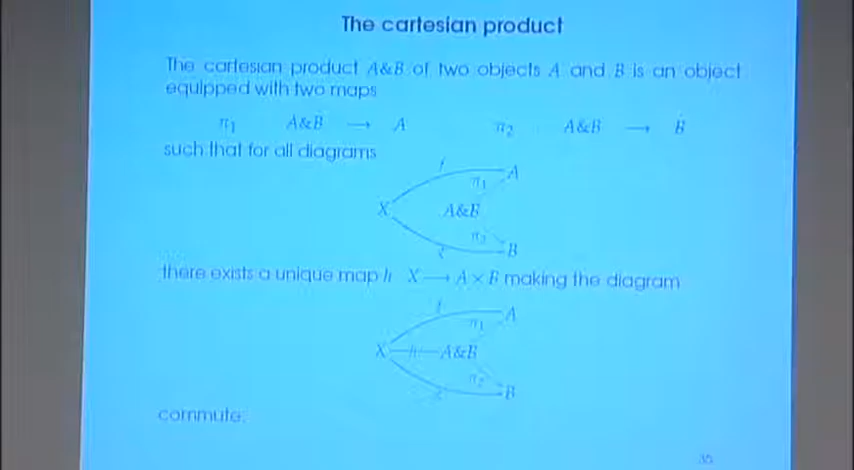 The cartesian product
The cartesian product A&B of two objects A and B is an object
equipped with two maps
π1 A&B → A π2 A&B → B
such that for all diagrams
f A
π1
X A&B
π2
B
there exists a unique map h X → A × B making the diagram
f A
π1
X h A&B
π2
B
commute.
35